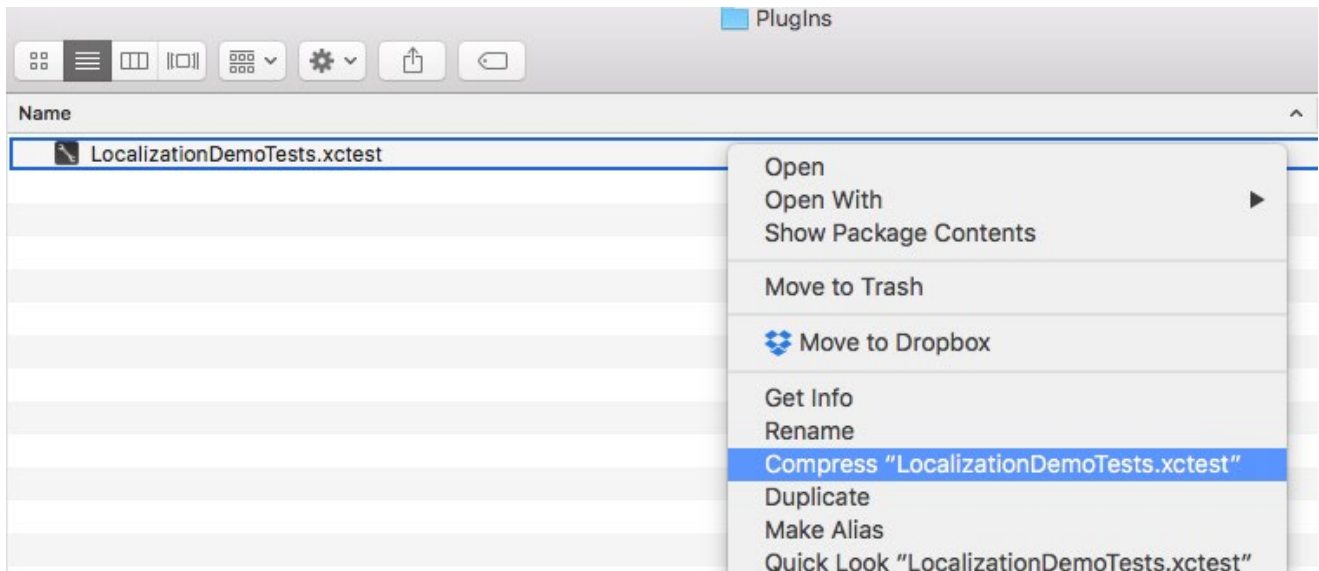 PlugIns
Name
LocalizationDemoTests.xctest
Open
Open With
Show Package Contents
Move to Trash
Move to Dropbox
Get Info
Rename
Compress “LocalizationDemoTests.xctest”
Duplicate
Make Alias
Quick Look “LocalizationDemoTests.xctest”